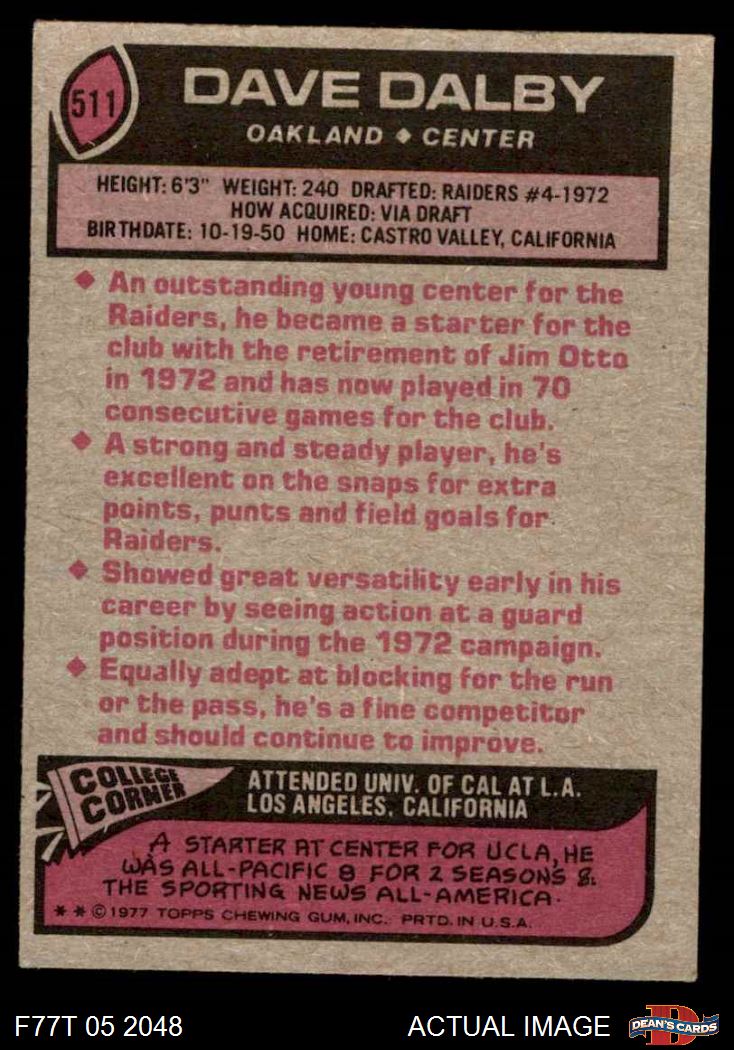 511
DAVE DALBY
OAKLAND ◆ CENTER
HEIGHT: 6'3" WEIGHT: 240 DRAFTED: RAIDERS #4-1972
HOW ACQUIRED: VIA DRAFT
BIRTHDATE: 10-19-50 HOME: CASTRO VALLEY, CALIFORNIA
◆ An outstanding young center for the
Raiders, he became a starter for the
club with the retirement of Jim Otto
in 1972 and has now played in 70
consecutive games for the club.
◆ A strong and steady player, he's
excellent on the snaps for extra
points, punts and field goals for
Raiders.
◆ Showed great versatility early in his
career by seeing action at a guard
position during the 1972 campaign.
◆ Equally adept at blocking for the run
or the pass, he's a fine competitor
and should continue to improve.
COLLEGE
CORNER
ATTENDED UNIV. OF CAL AT L.A.
LOS ANGELES, CALIFORNIA
A STARTER AT CENTER FOR UCLA, HE
WAS ALL-PACIFIC 8 FOR 2 SEASONS &
THE SPORTING NEWS ALL-AMERICA.
* * © 1977 TOPPS CHEWING GUM, INC. PRTD. IN U.S.A.
F77T 05 2048
ACTUAL IMAGE
D
DEAN'S CARDS